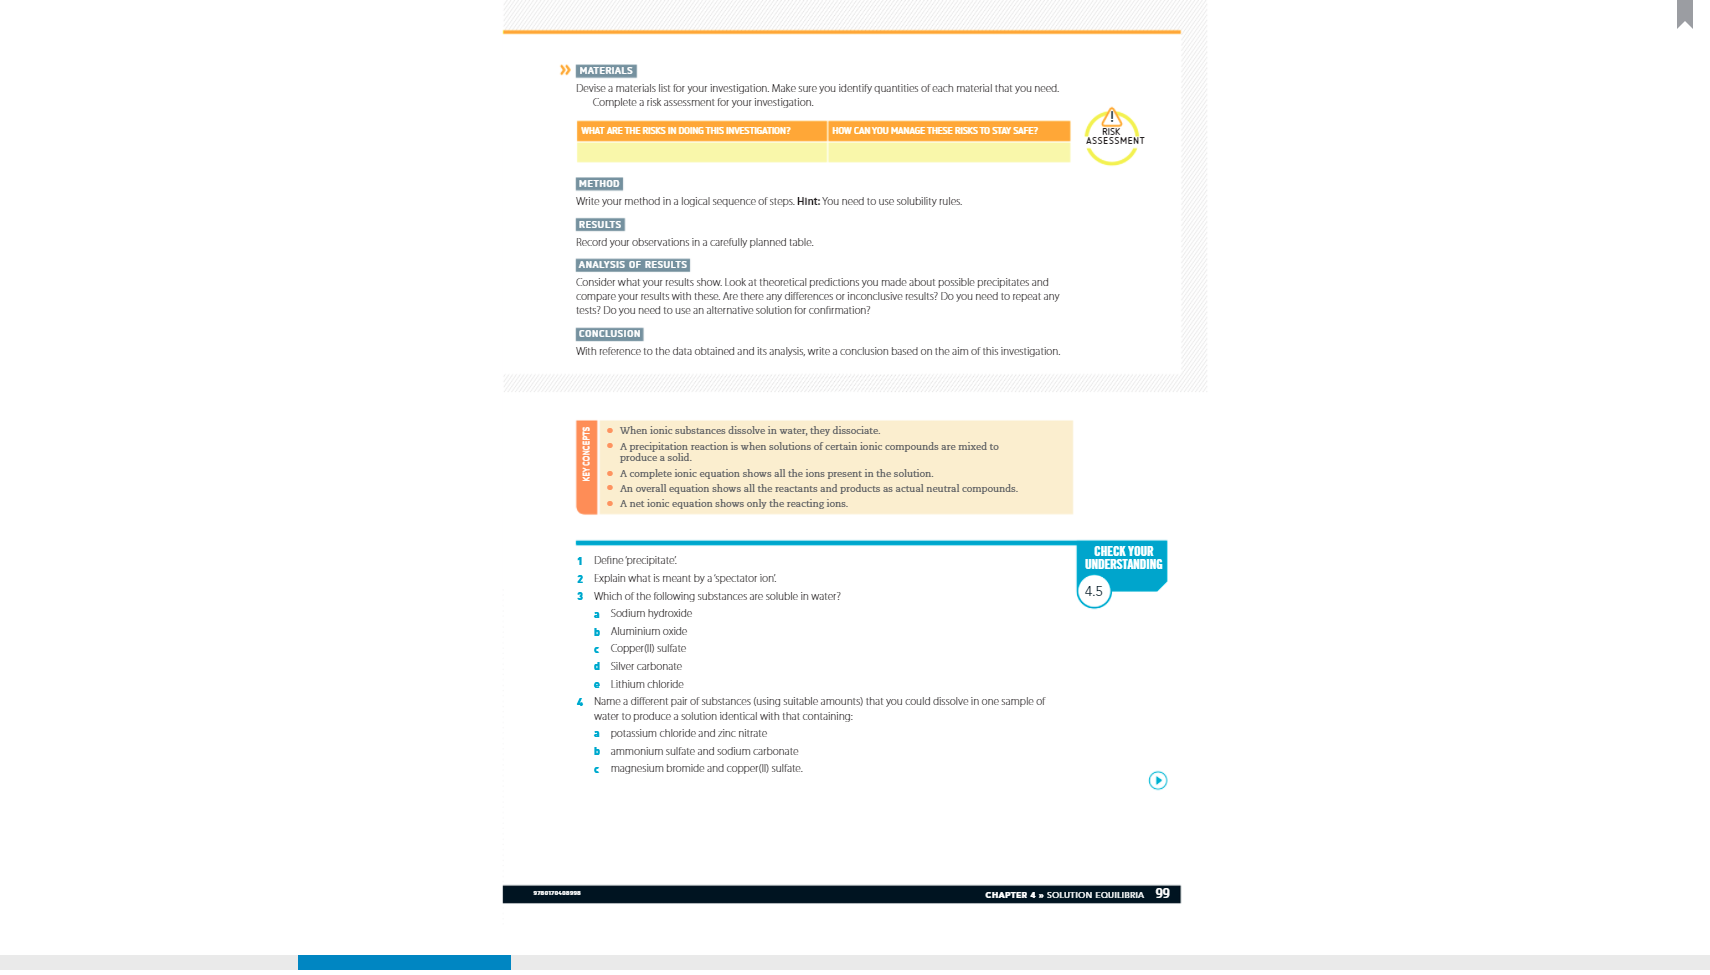 » MATERIALS
Devise a materials list for your investigation. Make sure you identify quantities of each material that you need.
Complete a risk assessment for your investigation.
WHAT ARE THE RISKS IN DOING THIS INVESTIGATION? HOW CAN YOU MANAGE THESE RISKS TO STAY SAFE?
!
RISK
ASSESSMENT
METHOD
Write your method in a logical sequence of steps. Hint: You need to use solubility rules.
RESULTS
Record your observations in a carefully planned table.
ANALYSIS OF RESULTS
Consider what your results show. Look at theoretical predictions you made about possible precipitates and
compare your results with these. Are there any differences or inconclusive results? Do you need to repeat any
tests? Do you need to use an alternative solution for confirmation?
CONCLUSION
With reference to the data obtained and its analysis, write a conclusion based on the aim of this investigation.
KEY CONCEPTS
• When ionic substances dissolve in water, they dissociate.
• A precipitation reaction is when solutions of certain ionic compounds are mixed to
produce a solid.
• A complete ionic equation shows all the ions present in the solution.
• An overall equation shows all the reactants and products as actual neutral compounds.
• A net ionic equation shows only the reacting ions.
CHECK YOUR
UNDERSTANDING
4.5
1 Define 'precipitate'.
2 Explain what is meant by a 'spectator ion'.
3 Which of the following substances are soluble in water?
a Sodium hydroxide
b Aluminium oxide
c Copper(II) sulfate
d Silver carbonate
e Lithium chloride
4 Name a different pair of substances (using suitable amounts) that you could dissolve in one sample of
water to produce a solution identical with that containing:
a potassium chloride and zinc nitrate
b ammonium sulfate and sodium carbonate
c magnesium bromide and copper(II) sulfate.
9780170408998
CHAPTER 4 » SOLUTION EQUILIBRIA 99